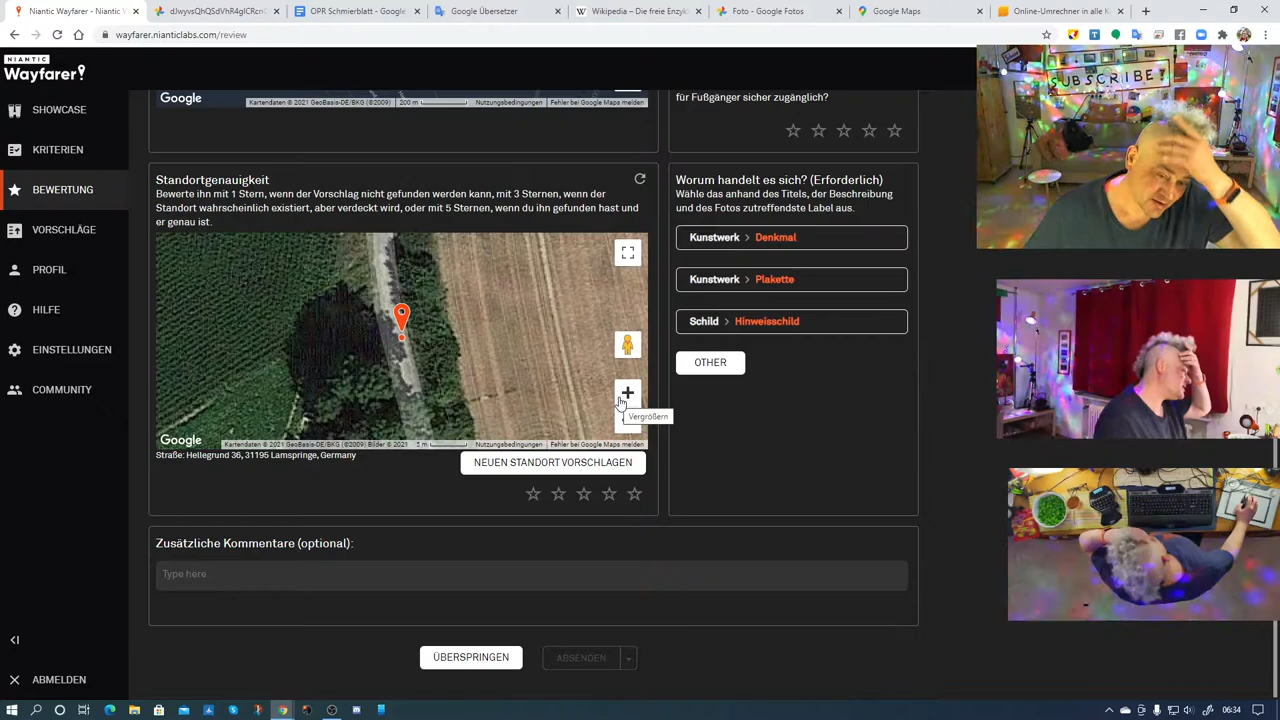 Niantic Wayfarer - Niantic V
dJwyvsQhQSdVhR4gICRcn
OPR Schmierblatt - Google
Google Übersetzer
Wikipedia – Die freie Enzyk
Foto - Google Fotos
Google Maps
Online-Umrechner in alle
wayfarer.nianticlabs.com/review
NIANTIC
Wayfarer
SHOWCASE
KRITERIEN
BEWERTUNG
VORSCHLÄGE
PROFIL
HILFE
EINSTELLUNGEN
COMMUNITY
ABMELDEN
Google
Kartendaten © 2021 GeoBasis-DE/BKG (©2009)
200 m
Nutzungsbedingungen
Fehler bei Google Maps melden
für Fußgänger sicher zugänglich?
Standortgenauigkeit
Bewerte ihn mit 1 Stern, wenn der Vorschlag nicht gefunden werden kann, mit 3 Sternen, wenn der
Standort wahrscheinlich existiert, aber verdeckt wird, oder mit 5 Sternen, wenn du ihn gefunden hast und
er genau ist.
Vergrößern
Google
Kartendaten © 2021 GeoBasis-DE/BKG (©2009) Bilder © 2021
5 m
Nutzungsbedingungen
Fehler bei Google Maps melden
Straße: Hellegrund 36, 31195 Lamspringe, Germany
NEUEN STANDORT VORSCHLAGEN
Worum handelt es sich? (Erforderlich)
Wähle das anhand des Titels, der Beschreibung
und des Fotos zutreffendste Label aus.
Kunstwerk > Denkmal
Kunstwerk > Plakette
Schild > Hinweisschild
OTHER
Zusätzliche Kommentare (optional):
Type here
ÜBERSPRINGEN
ABSENDEN
SUBSCRIBE!
06:34